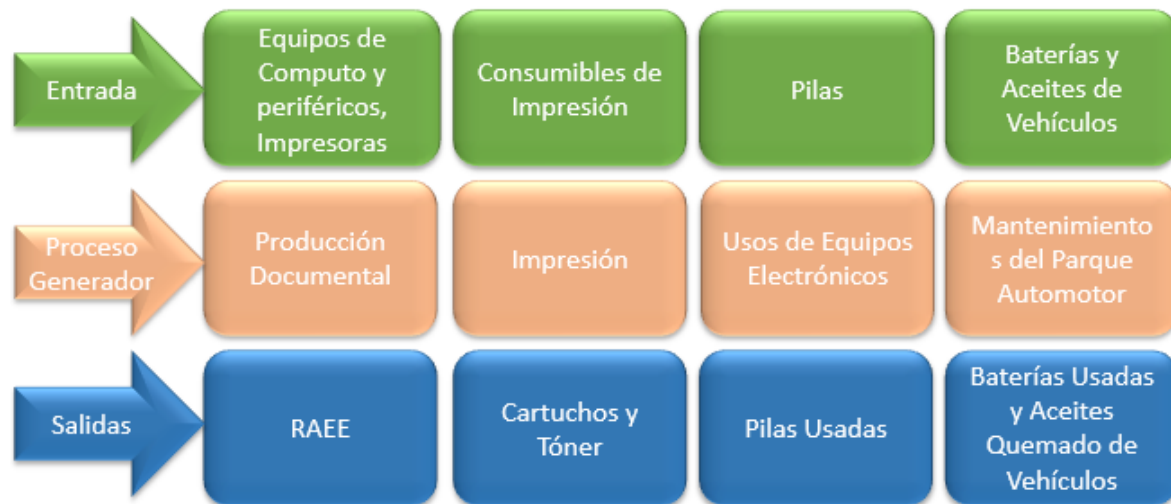 Entrada
Equipos de
Computo y
periféricos,
Impresoras
Consumibles de
Impresión
Pilas
Baterías y
Aceites de
Vehículos
Proceso
Generador
Producción
Documental
Impresión
Usos de Equipos
Electrónicos
Mantenimiento
s del Parque
Automotor
Salidas
RAEE
Cartuchos y
Tóner
Pilas Usadas
Baterías Usadas
y Aceites
Quemado de
Vehículos